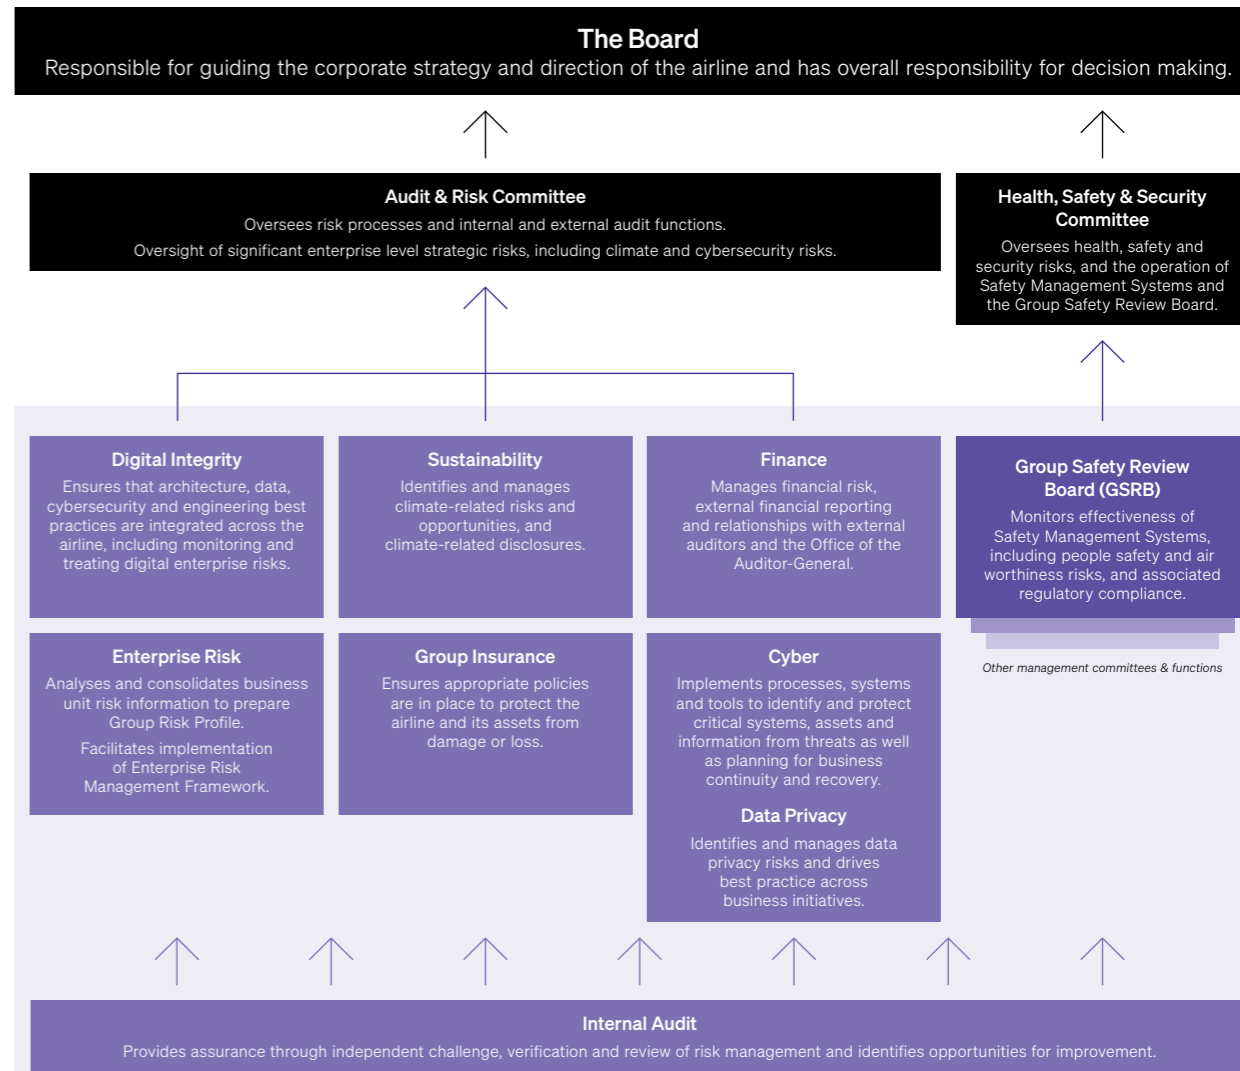 The Board
Responsible for guiding the corporate strategy and direction of the airline and has overall responsibility for decision making.
Audit & Risk Committee
Oversees risk processes and internal and external audit functions.
Oversight of significant enterprise level strategic risks, including climate and cybersecurity risks.
Health, Safety & Security
Committee
Oversees health, safety and
security risks, and the operation of
Safety Management Systems and
the Group Safety Review Board.
Digital Integrity
Ensures that architecture, data,
cybersecurity and engineering best
practices are integrated across the
airline, including monitoring and
treating digital enterprise risks.
Sustainability
Identifies and manages
climate-related risks and
opportunities, and
climate-related disclosures.
Finance
Manages financial risk,
external financial reporting
and relationships with external
auditors and the Office of the
Auditor-General.
Group Safety Review
Board (GSRB)
Monitors effectiveness of
Safety Management Systems,
including people safety and air
worthiness risks, and associated
regulatory compliance.
Other management committees & functions
Enterprise Risk
Analyses and consolidates business
unit risk information to prepare
Group Risk Profile.
Facilitates implementation
of Enterprise Risk
Management Framework.
Group Insurance
Ensures appropriate policies
are in place to protect the
airline and its assets from
damage or loss.
Cyber
Implements processes, systems
and tools to identify and protect
critical systems, assets and
information from threats as well
as planning for business
continuity and recovery.
Data Privacy
Identifies and manages data
privacy risks and drives
best practice across
business initiatives.
Internal Audit
Provides assurance through independent challenge, verification and review of risk management and identifies opportunities for improvement.